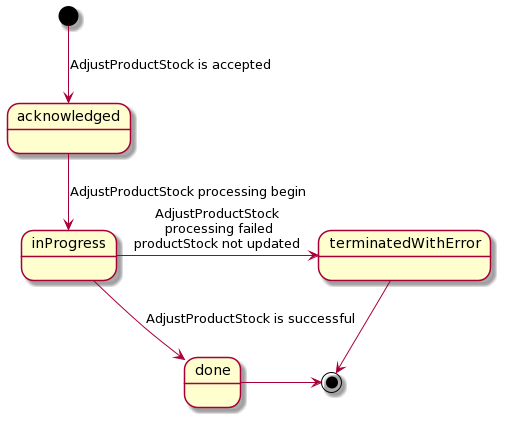 AdjustProductStock is accepted
acknowledged
AdjustProductStock processing begin
AdjustProductStock
processing failed
productStock not updated
inProgress
terminatedWithError
AdjustProductStock is successful
done